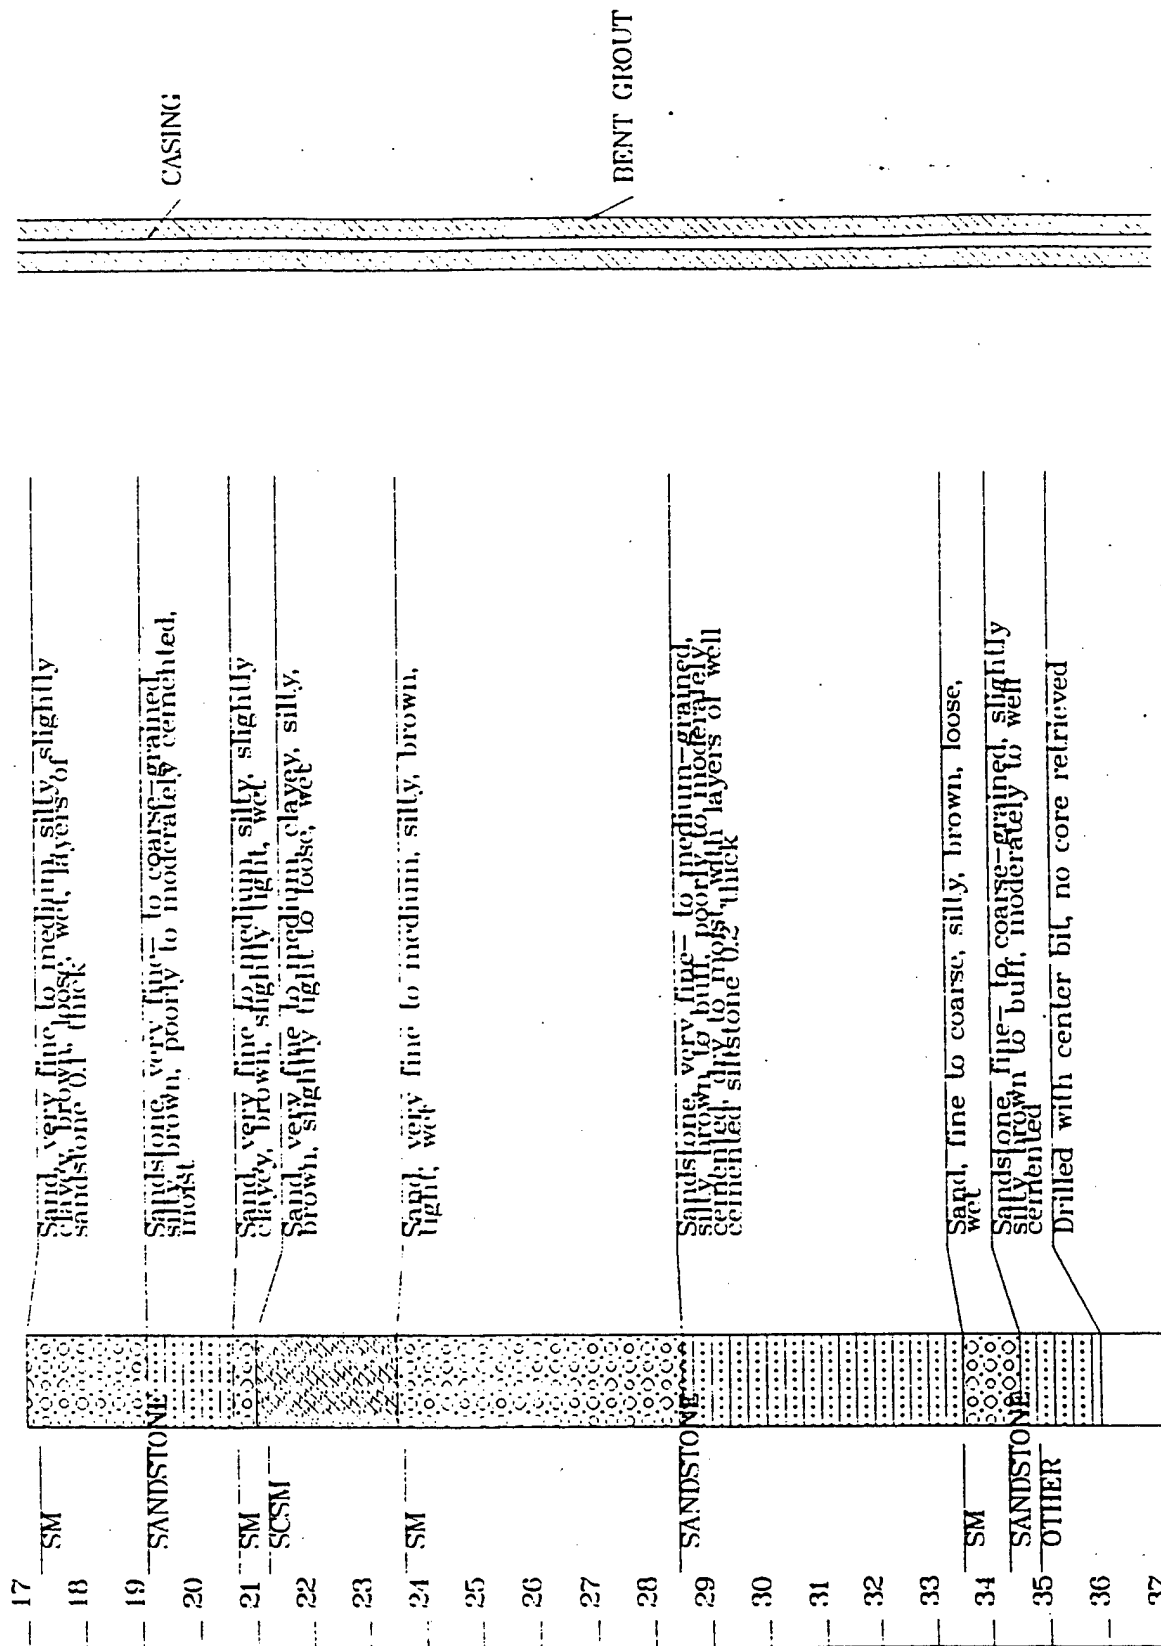 17
18
19
20
21
22
23
24
25
26
27
28
29
30
31
32
33
34
35
36
37
SM
SANDSTONE
SM
SCSM
SM
SANDSTONE
SM
SANDSTONE
OTHER
Sand, very fine to medium, silty, slightly
clayey, brown, loose, wet, layers of
sandstone 0.1' thick
Sandstone, very fine- to coarse-grained,
silty, brown, poorly to moderately cemented,
moist
Sand, very fine to medium, silty, slightly
clayey, brown, slightly tight, wet
Sand, very fine to medium, clayey, silty,
brown, slightly tight to loose, wet
Sand, very fine to medium, silty, brown,
tight, wet
Sandstone, very fine- to medium-grained,
silty, brown to buff, poorly to moderately
cemented, dry to moist, with layers of well
cemented siltstone 0.2' thick
Sand, fine to coarse, silty, brown, loose,
wet
Sandstone, fine- to coarse-grained, slightly
silty, brown to buff, moderately to well
cemented
Drilled with center bit, no core retrieved
CASING
BENT GROUT